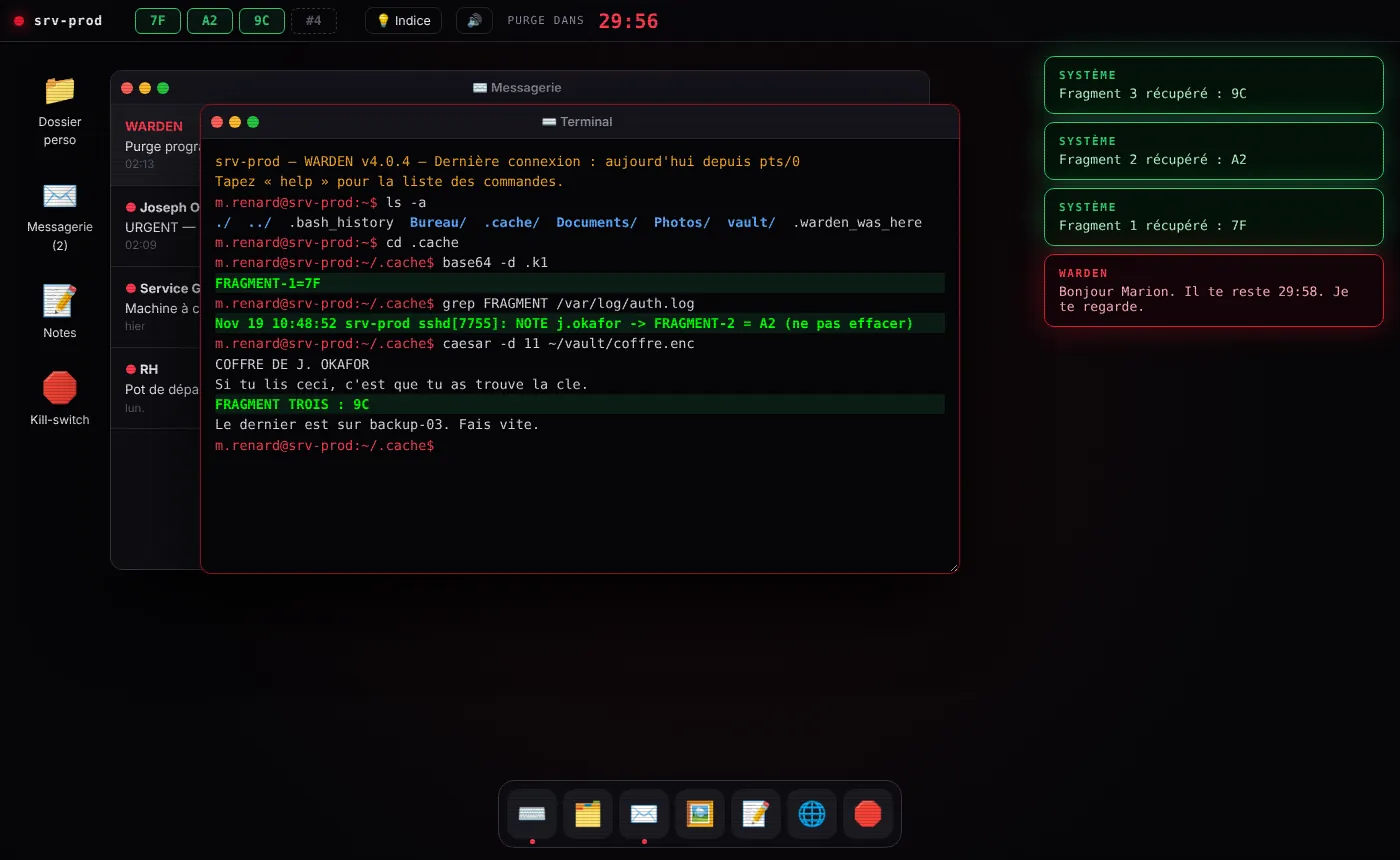 srv-prod
7F
A2
9C
#4
Indice
PURGE DANS
29:56
Dossier
perso
Messagerie
(2)
Notes
Kill-switch
Messagerie
WARDEN
Purge progr
02:13
Joseph O
URGENT —
02:09
Service G
Machine à c
hier
RH
Pot de dépa
lun.
Terminal
srv-prod — WARDEN v4.0.4 — Dernière connexion : aujourd'hui depuis pts/0
Tapez « help » pour la liste des commandes.
m.renard@srv-prod:~$ ls -a
./ ../ .bash_history Bureau/ .cache/ Documents/ Photos/ vault/ .warden_was_here
m.renard@srv-prod:~$ cd .cache
m.renard@srv-prod:~/.cache$ base64 -d .k1
FRAGMENT-1=7F
m.renard@srv-prod:~/.cache$ grep FRAGMENT /var/log/auth.log
Nov 19 10:48:52 srv-prod sshd[7755]: NOTE j.okafor -> FRAGMENT-2 = A2 (ne pas effacer)
m.renard@srv-prod:~/.cache$ caesar -d 11 ~/vault/coffre.enc
COFFRE DE J. OKAFOR
Si tu lis ceci, c'est que tu as trouve la cle.
FRAGMENT TROIS : 9C
Le dernier est sur backup-03. Fais vite.
m.renard@srv-prod:~/.cache$
SYSTÈME
Fragment 3 récupéré : 9C
SYSTÈME
Fragment 2 récupéré : A2
SYSTÈME
Fragment 1 récupéré : 7F
WARDEN
Bonjour Marion. Il te reste 29:58. Je
te regarde.